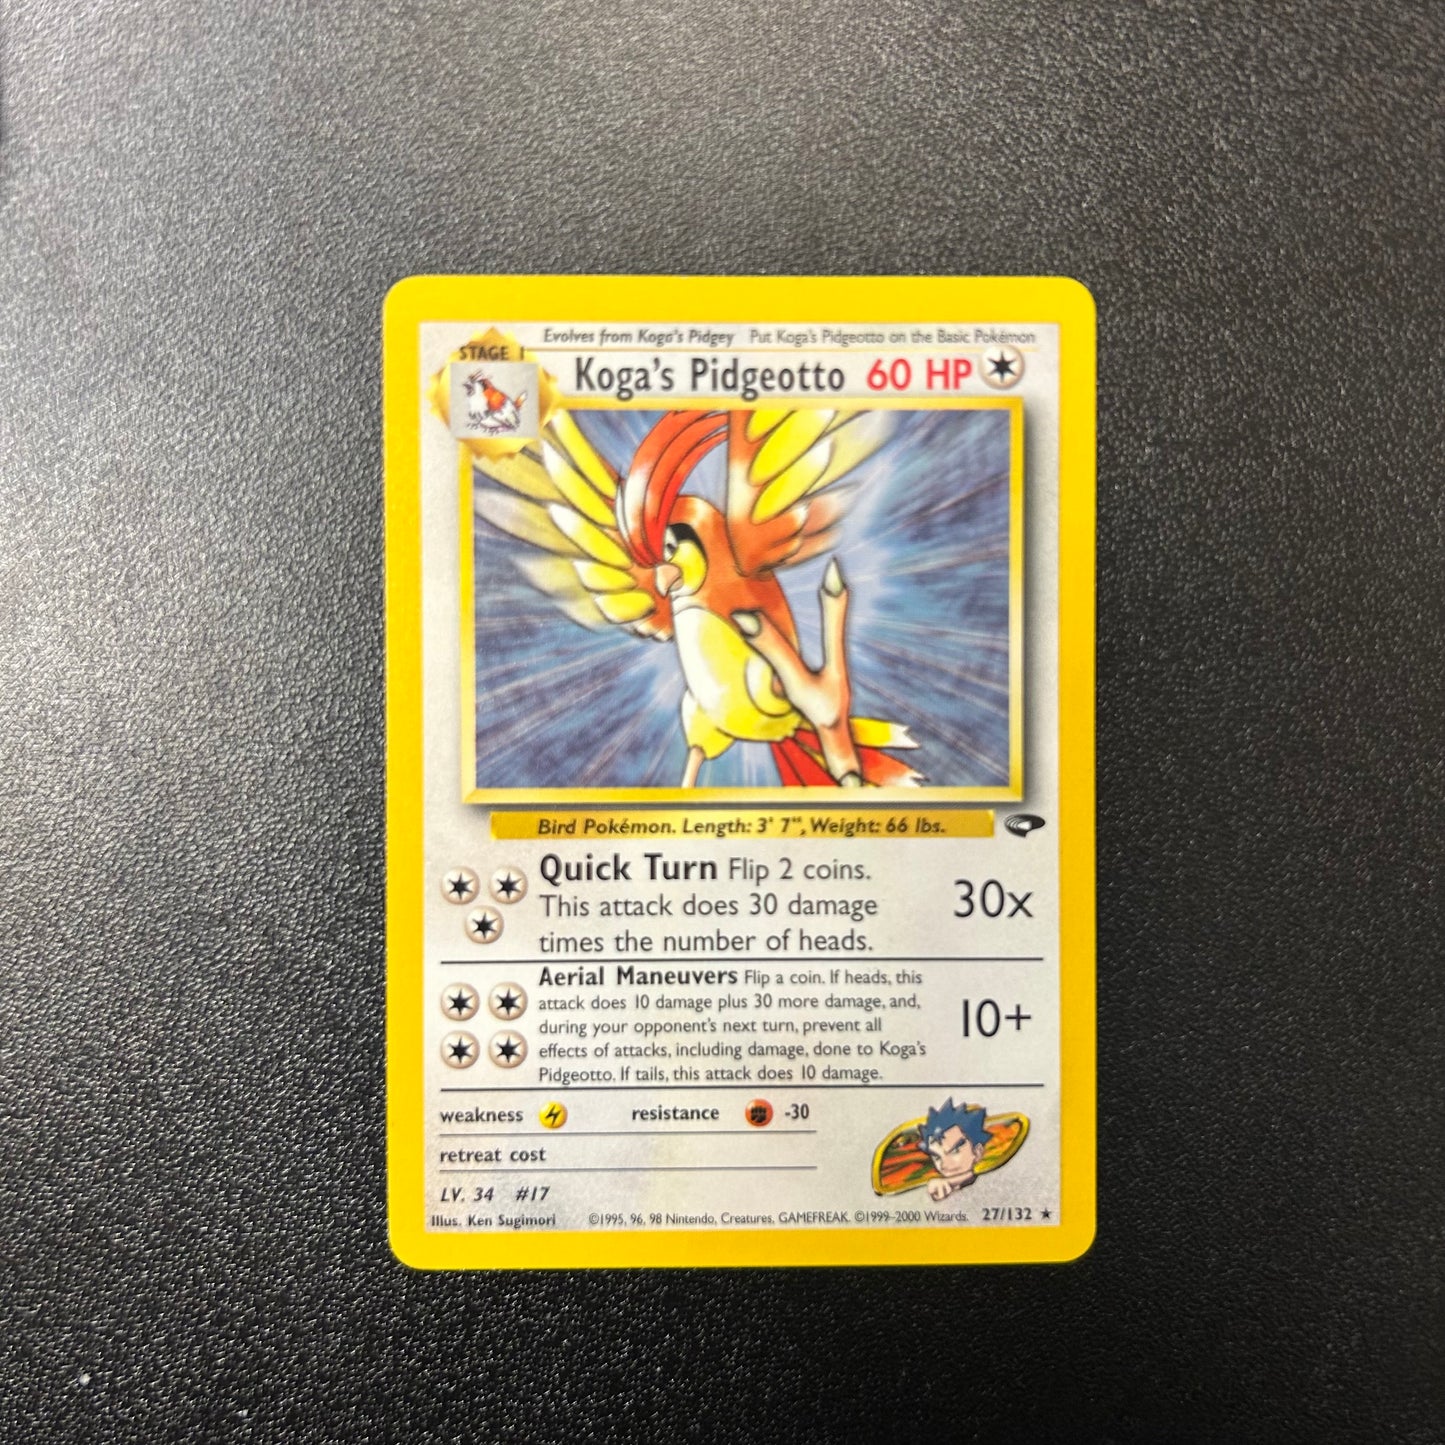 Evolves from Koga's Pidgey Put Koga's Pidgeotto on the Basic Pokémon
STAGE 1
Koga's Pidgeotto 60 HP
Bird Pokémon. Length: 3' 7", Weight: 66 lbs.
Quick Turn Flip 2 coins.
This attack does 30 damage
times the number of heads.
30x
Aerial Maneuvers Flip a coin. If heads, this
attack does 10 damage plus 30 more damage, and,
during your opponent's next turn, prevent all
effects of attacks, including damage, done to Koga's
Pidgeotto. If tails, this attack does 10 damage.
10+
weakness resistance -30
retreat cost
LV. 34 #17
Illus. Ken Sugimori ©1995, 96, 98 Nintendo, Creatures, GAMEFREAK. ©1999-2000 Wizards. 27/132 ★